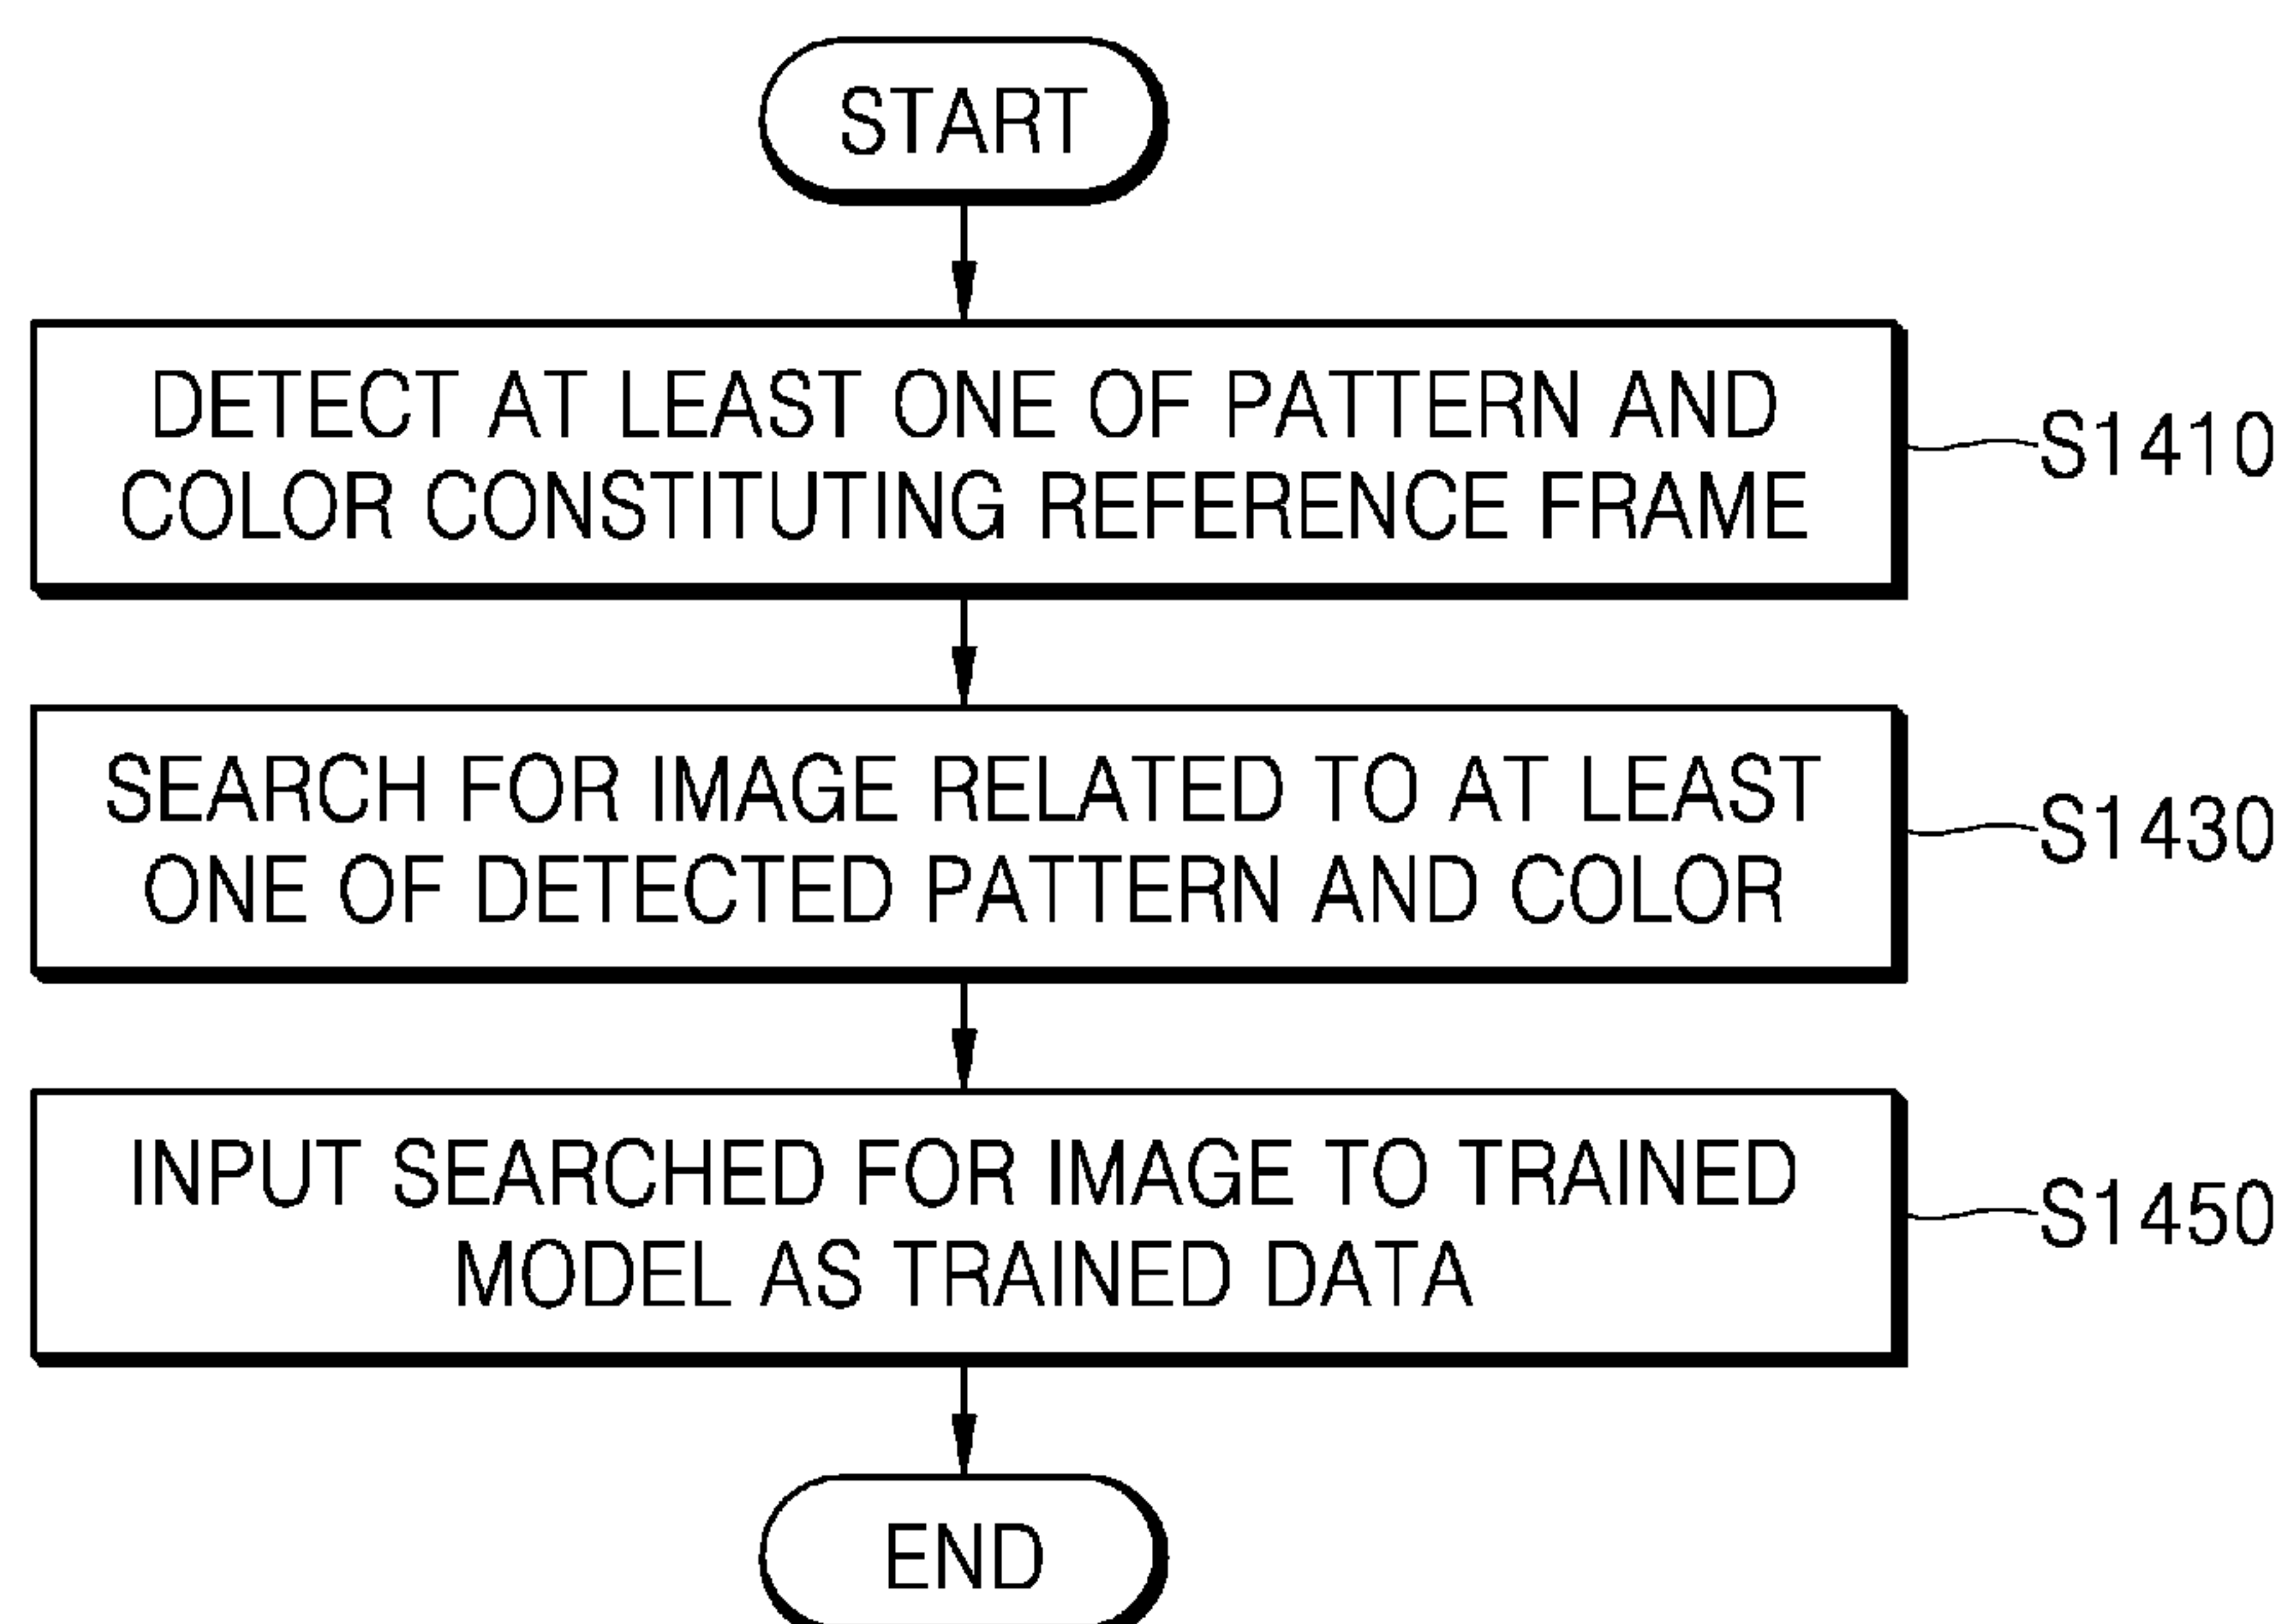 START
DETECT AT LEAST ONE OF PATTERN AND
COLOR CONSTITUTING REFERENCE FRAME
S1410
SEARCH FOR IMAGE RELATED TO AT LEAST
ONE OF DETECTED PATTERN AND COLOR
S1430
INPUT SEARCHED FOR IMAGE TO TRAINED
MODEL AS TRAINED DATA
S1450
END